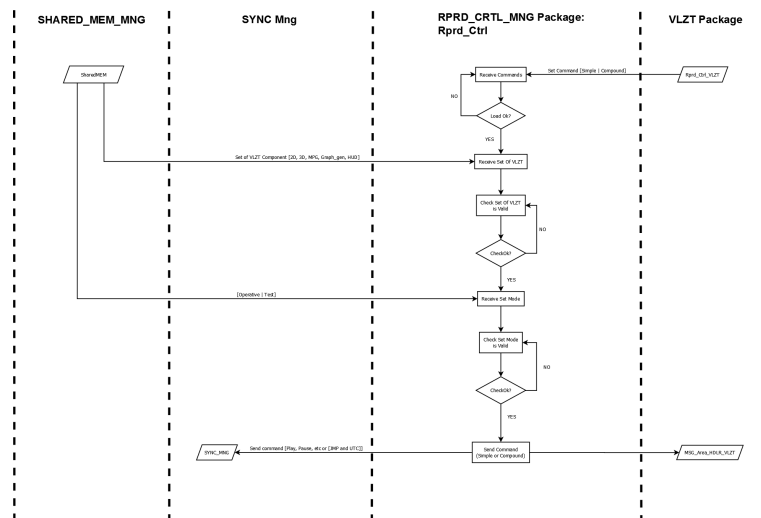 SHARED_MEM_MNG
SYNC Mng
RPRD_CRTL_MNG Package:
Rprd_Ctrl
VLZT Package
SharedMEM
Receive Commands
Set Command [Simple | Compound]
Rprd_Ctrl_VLZT
NO
Load Ok?
YES
Set of VLZT Component [2D, 3D, MPG, Graph_gen, HUD]
Receive Set Of VLZT
Check Set Of VLZT
is Valid
NO
CheckOk?
YES
[Operative | Test]
Receive Set Mode
Check Set Mode
is Valid
NO
CheckOk?
YES
SYNC_MNG
Send command [Play, Pause, etc or [JMP and UTC]]
Send Command
(Simple or Compound)
MSG_Area_HDLR_VLZT